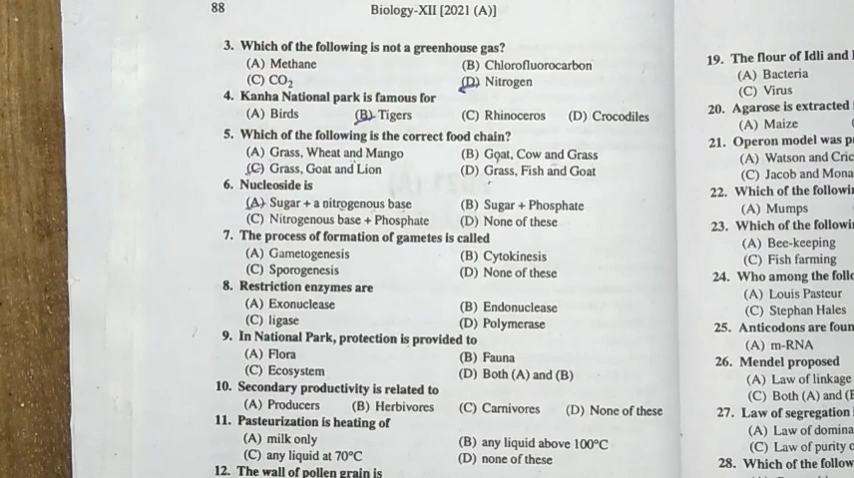 88
Biology-XII [2021 (A)]
3. Which of the following is not a greenhouse gas?
(A) Methane (B) Chlorofluorocarbon
(C) CO₂ (D) Nitrogen
4. Kanha National park is famous for
(A) Birds (B) Tigers (C) Rhinoceros (D) Crocodiles
5. Which of the following is the correct food chain?
(A) Grass, Wheat and Mango (B) Goat, Cow and Grass
(C) Grass, Goat and Lion (D) Grass, Fish and Goat
6. Nucleoside is
(A) Sugar + a nitrogenous base (B) Sugar + Phosphate
(C) Nitrogenous base + Phosphate (D) None of these
7. The process of formation of gametes is called
(A) Gametogenesis (B) Cytokinesis
(C) Sporogenesis (D) None of these
8. Restriction enzymes are
(A) Exonuclease (B) Endonuclease
(C) ligase (D) Polymerase
9. In National Park, protection is provided to
(A) Flora (B) Fauna
(C) Ecosystem (D) Both (A) and (B)
10. Secondary productivity is related to
(A) Producers (B) Herbivores (C) Carnivores (D) None of these
11. Pasteurization is heating of
(A) milk only (B) any liquid above 100°C
(C) any liquid at 70°C (D) none of these
12. The wall of pollen grain is
19. The flour of Idli and
(A) Bacteria
(C) Virus
20. Agarose is extracted
(A) Maize
21. Operon model was
(A) Watson and
(C) Jacob and
22. Which of the
(A) Mumps
23. Which of the
(A) Bee-keeping
(C) Fish farming
24. Who among the
(A) Louis Pasteur
(C) Stephan Hales
25. Anticodons are
(A) m-RNA
26. Mendel proposed
(A) Law of linkage
(C) Both (A) and
27. Law of segregation
(A) Law of
(C) Law of purity
28. Which of the